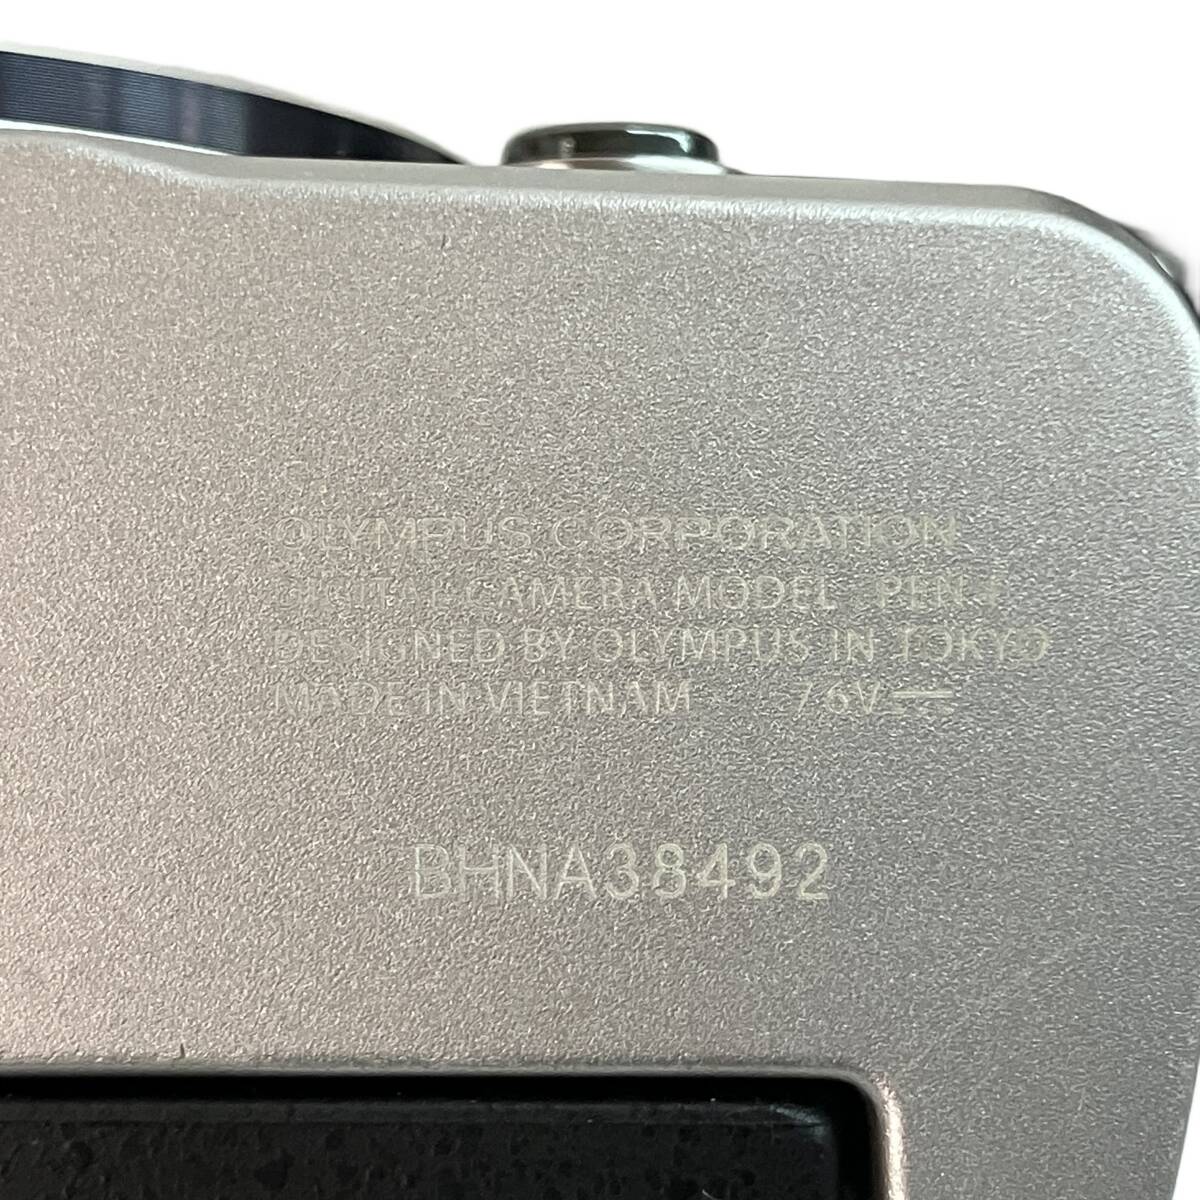 OLYMPUS CORPORATION
DIGITAL CAMERA MODEL PEN-F
DESIGNED BY OLYMPUS IN TOKYO
MADE IN VIETNAM 7.6V⎓
BHNA38492